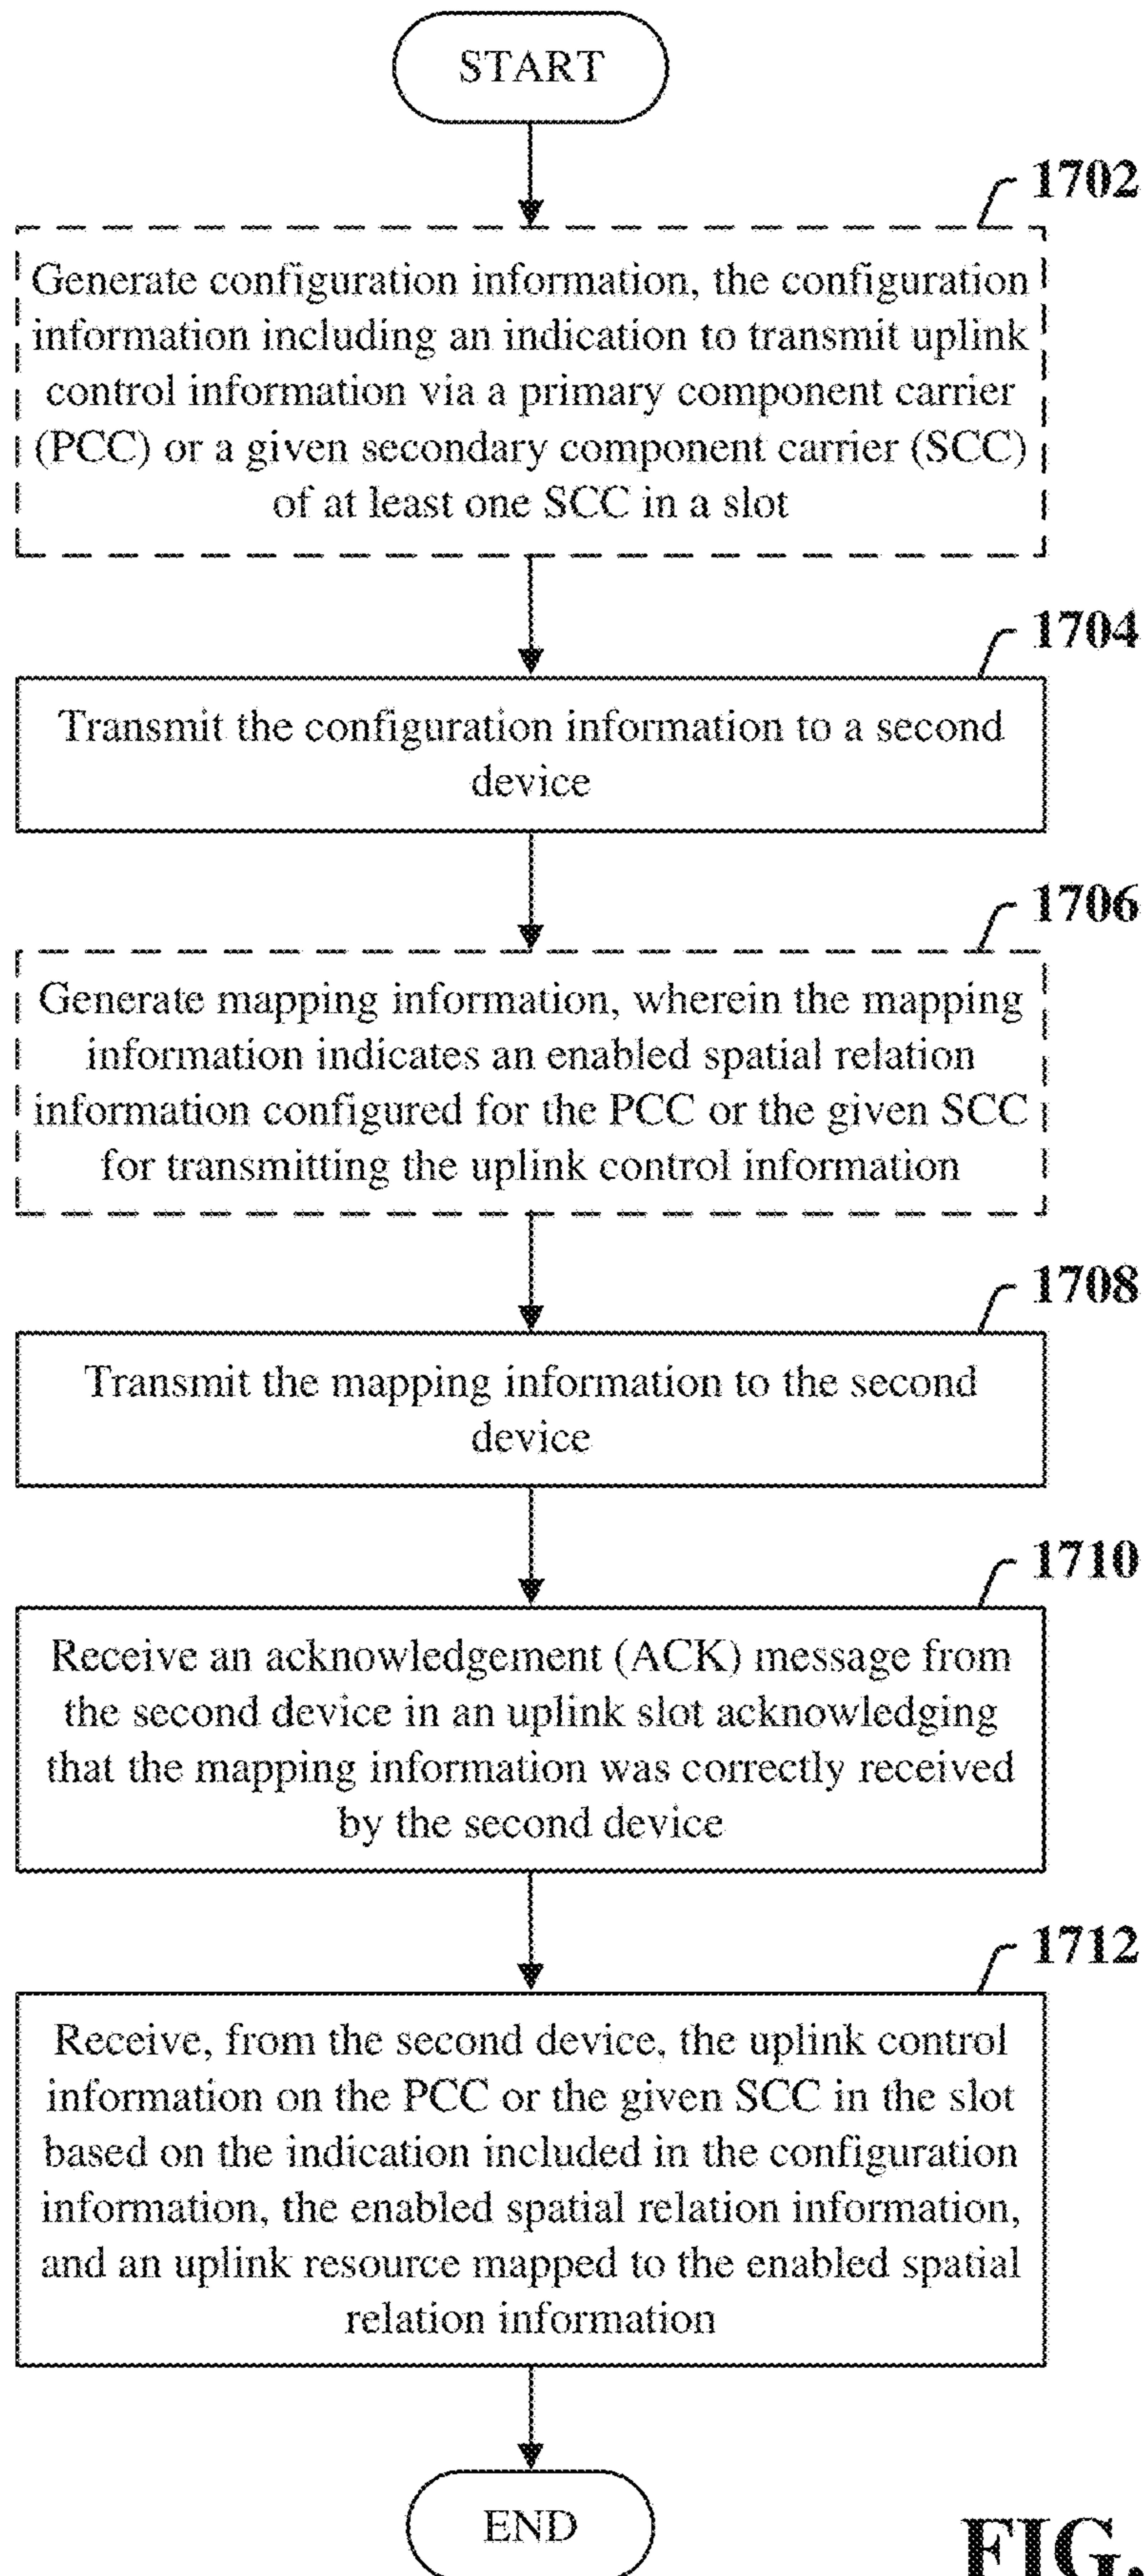 START
1702
Generate configuration information, the configuration
information including an indication to transmit uplink
control information via a primary component carrier
(PCC) or a given secondary component carrier (SCC)
of at least one SCC in a slot
1704
Transmit the configuration information to a second
device
1706
Generate mapping information, wherein the mapping
information indicates an enabled spatial relation
information configured for the PCC or the given SCC
for transmitting the uplink control information
1708
Transmit the mapping information to the second
device
1710
Receive an acknowledgement (ACK) message from
the second device in an uplink slot acknowledging
that the mapping information was correctly received
by the second device
1712
Receive, from the second device, the uplink control
information on the PCC or the given SCC in the slot
based on the indication included in the configuration
information, the enabled spatial relation information,
and an uplink resource mapped to the enabled spatial
relation information
END
FIG.